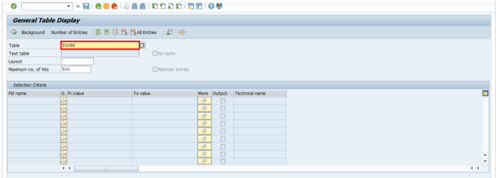 General Table Display
Background Number of Entries All Entries
Table
Text table No texts
Layout
Maximum no. of hits 500 Maintain entries
Selection Criteria
Fld name O. Fr.Value To value More Output Technical name